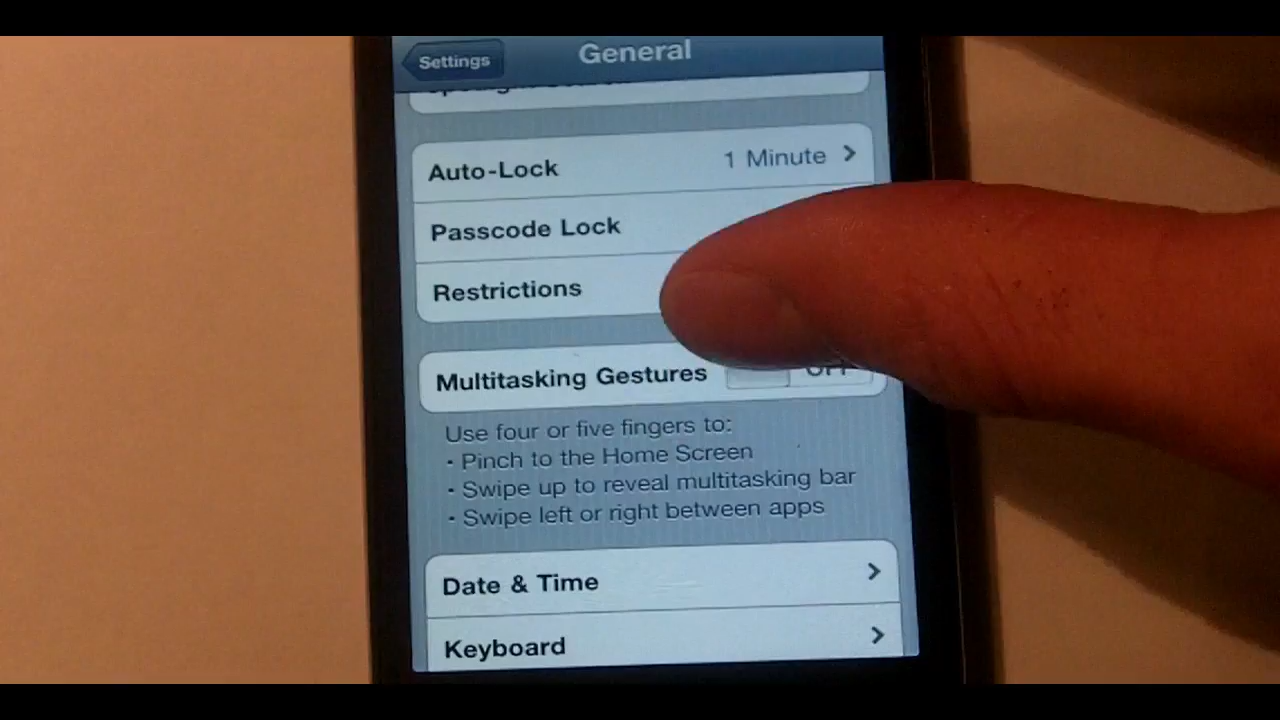 Settings
General
Auto-Lock 1 Minute
Passcode Lock
Restrictions
Multitasking Gestures OFF
Use four or five fingers to:
• Pinch to the Home Screen
• Swipe up to reveal multitasking bar
• Swipe left or right between apps
Date & Time
Keyboard